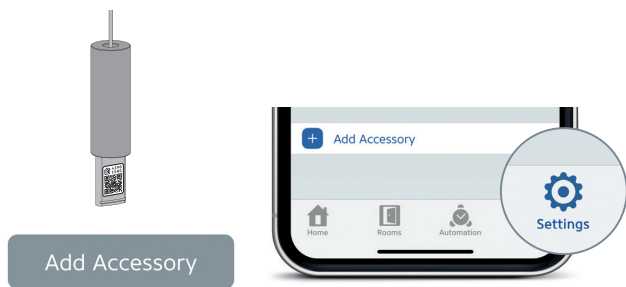 Add Accessory
Add Accessory
Home
Rooms
Automation
Settings